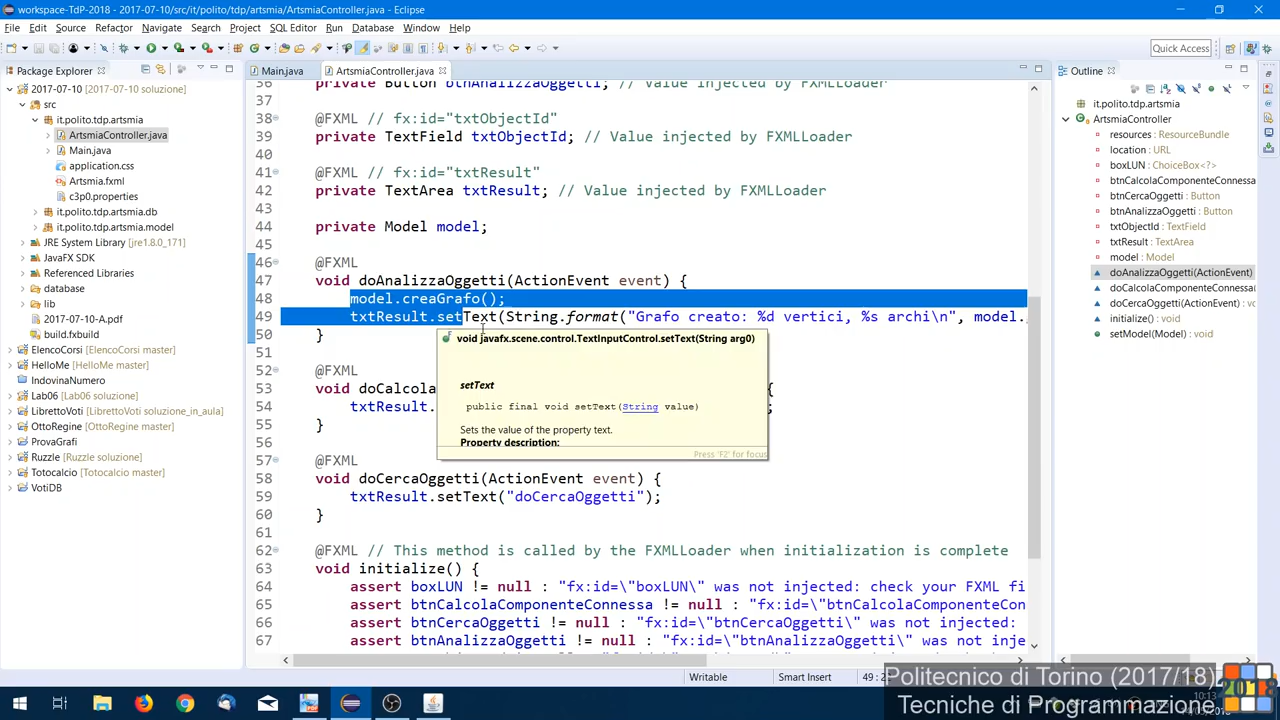 workspace-TdP-2018 - 2017-07-10/src/it/polito/tdp/artsmia/ArtsmiaController.java - Eclipse
File Edit Source Refactor Navigate Search Project SQL Editor Run Database Window Help
Quick Access
Package Explorer
2017-07-10 [2017-07-10 soluzione]
src
it.polito.tdp.artsmia
ArtsmiaController.java
Main.java
application.css
Artsmia.fxml
c3p0.properties
it.polito.tdp.artsmia.db
it.polito.tdp.artsmia.model
JRE System Library [jre1.8.0_171]
JavaFX SDK
Referenced Libraries
database
lib
2017-07-10-A.pdf
build.fxbuild
ElencoCorsi [ElencoCorsi master]
HelloMe [HelloMe master]
IndovinaNumero
Lab06 [Lab06 master]
LibrettoVoti [LibrettoVoti soluzione_in_aula]
OttoRegine [OttoRegine master]
ProvaGrafi
Ruzzle [Ruzzle soluzione]
Totocalcio [Totocalcio master]
VotiDB
Main.java
ArtsmiaController.java
36 private Button btnAnalizzaOggetti; // Value injected by FXMLLoader
37
38 @FXML // fx:id="txtObjectId"
39 private TextField txtObjectId; // Value injected by FXMLLoader
40
41 @FXML // fx:id="txtResult"
42 private TextArea txtResult; // Value injected by FXMLLoader
43
44 private Model model;
45
46 @FXML
47 void doAnalizzaOggetti(ActionEvent event) {
48 model.creaGrafo();
49 txtResult.setText(String.format("Grafo creato: %d vertici, %s archi\n", model.
50 }
51
52 @FXML
53 void doCalcola {
54 txtResult. ;
55 }
56
57 @FXML
58 void doCercaOggetti(ActionEvent event) {
59 txtResult.setText("doCercaOggetti");
60 }
61
62 @FXML // This method is called by the FXMLLoader when initialization is complete
63 void initialize() {
64 assert boxLUN != null : "fx:id=\"boxLUN\" was not injected: check your FXML fi
65 assert btnCalcolaComponenteConnessa != null : "fx:id=\"btnCalcolaComponenteCon
66 assert btnCercaOggetti != null : "fx:id=\"btnCercaOggetti\" was not injected:
67 assert btnAnalizzaOggetti != null : "fx:id=\"btnAnalizzaOggetti\" was not inje
void javafx.scene.control.TextInputControl.setText(String arg0)
setText
public final void setText(String value)
Sets the value of the property text.
Property description:
Press 'F2' for focus
Outline
it.polito.tdp.artsmia
ArtsmiaController
resources : ResourceBundle
location : URL
boxLUN : ChoiceBox<?>
btnCalcolaComponenteConnessa
btnCercaOggetti : Button
btnAnalizzaOggetti : Button
txtObjectId : TextField
txtResult : TextArea
model : Model
doAnalizzaOggetti(ActionEvent)
doCalcolaComponenteConnessa
doCercaOggetti(ActionEvent) : vo
initialize() : void
setModel(Model) : void
Writable
Smart Insert
49 : 2
Politecnico di Torino (2017/18)
Tecniche di Programmazione
10:13
2018